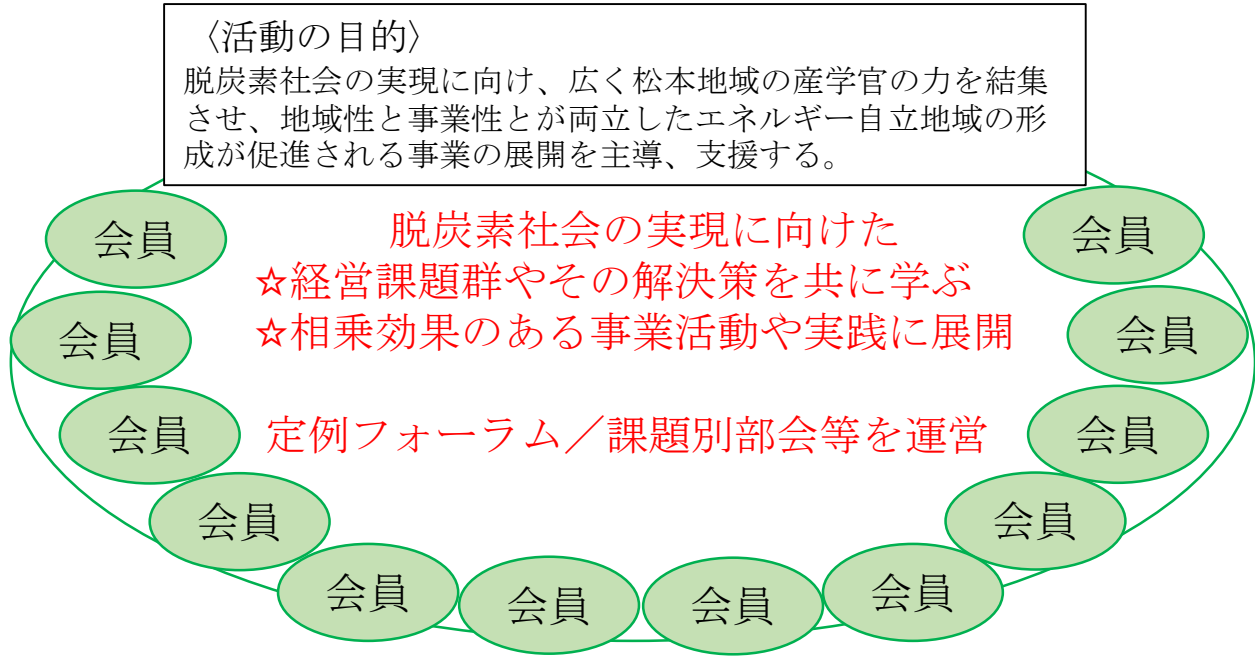 〈活動の目的〉
脱炭素社会の実現に向け、広く松本地域の産学官の力を結集
させ、地域性と事業性とが両立したエネルギー自立地域の形
成が促進される事業の展開を主導、支援する。
会員
脱炭素社会の実現に向けた
会員
☆経営課題群やその解決策を共に学ぶ
会員
☆相乗効果のある事業活動や実践に展開
会員
会員
定例フォーラム／課題別部会等を運営
会員
会員
会員
会員
会員
会員
会員